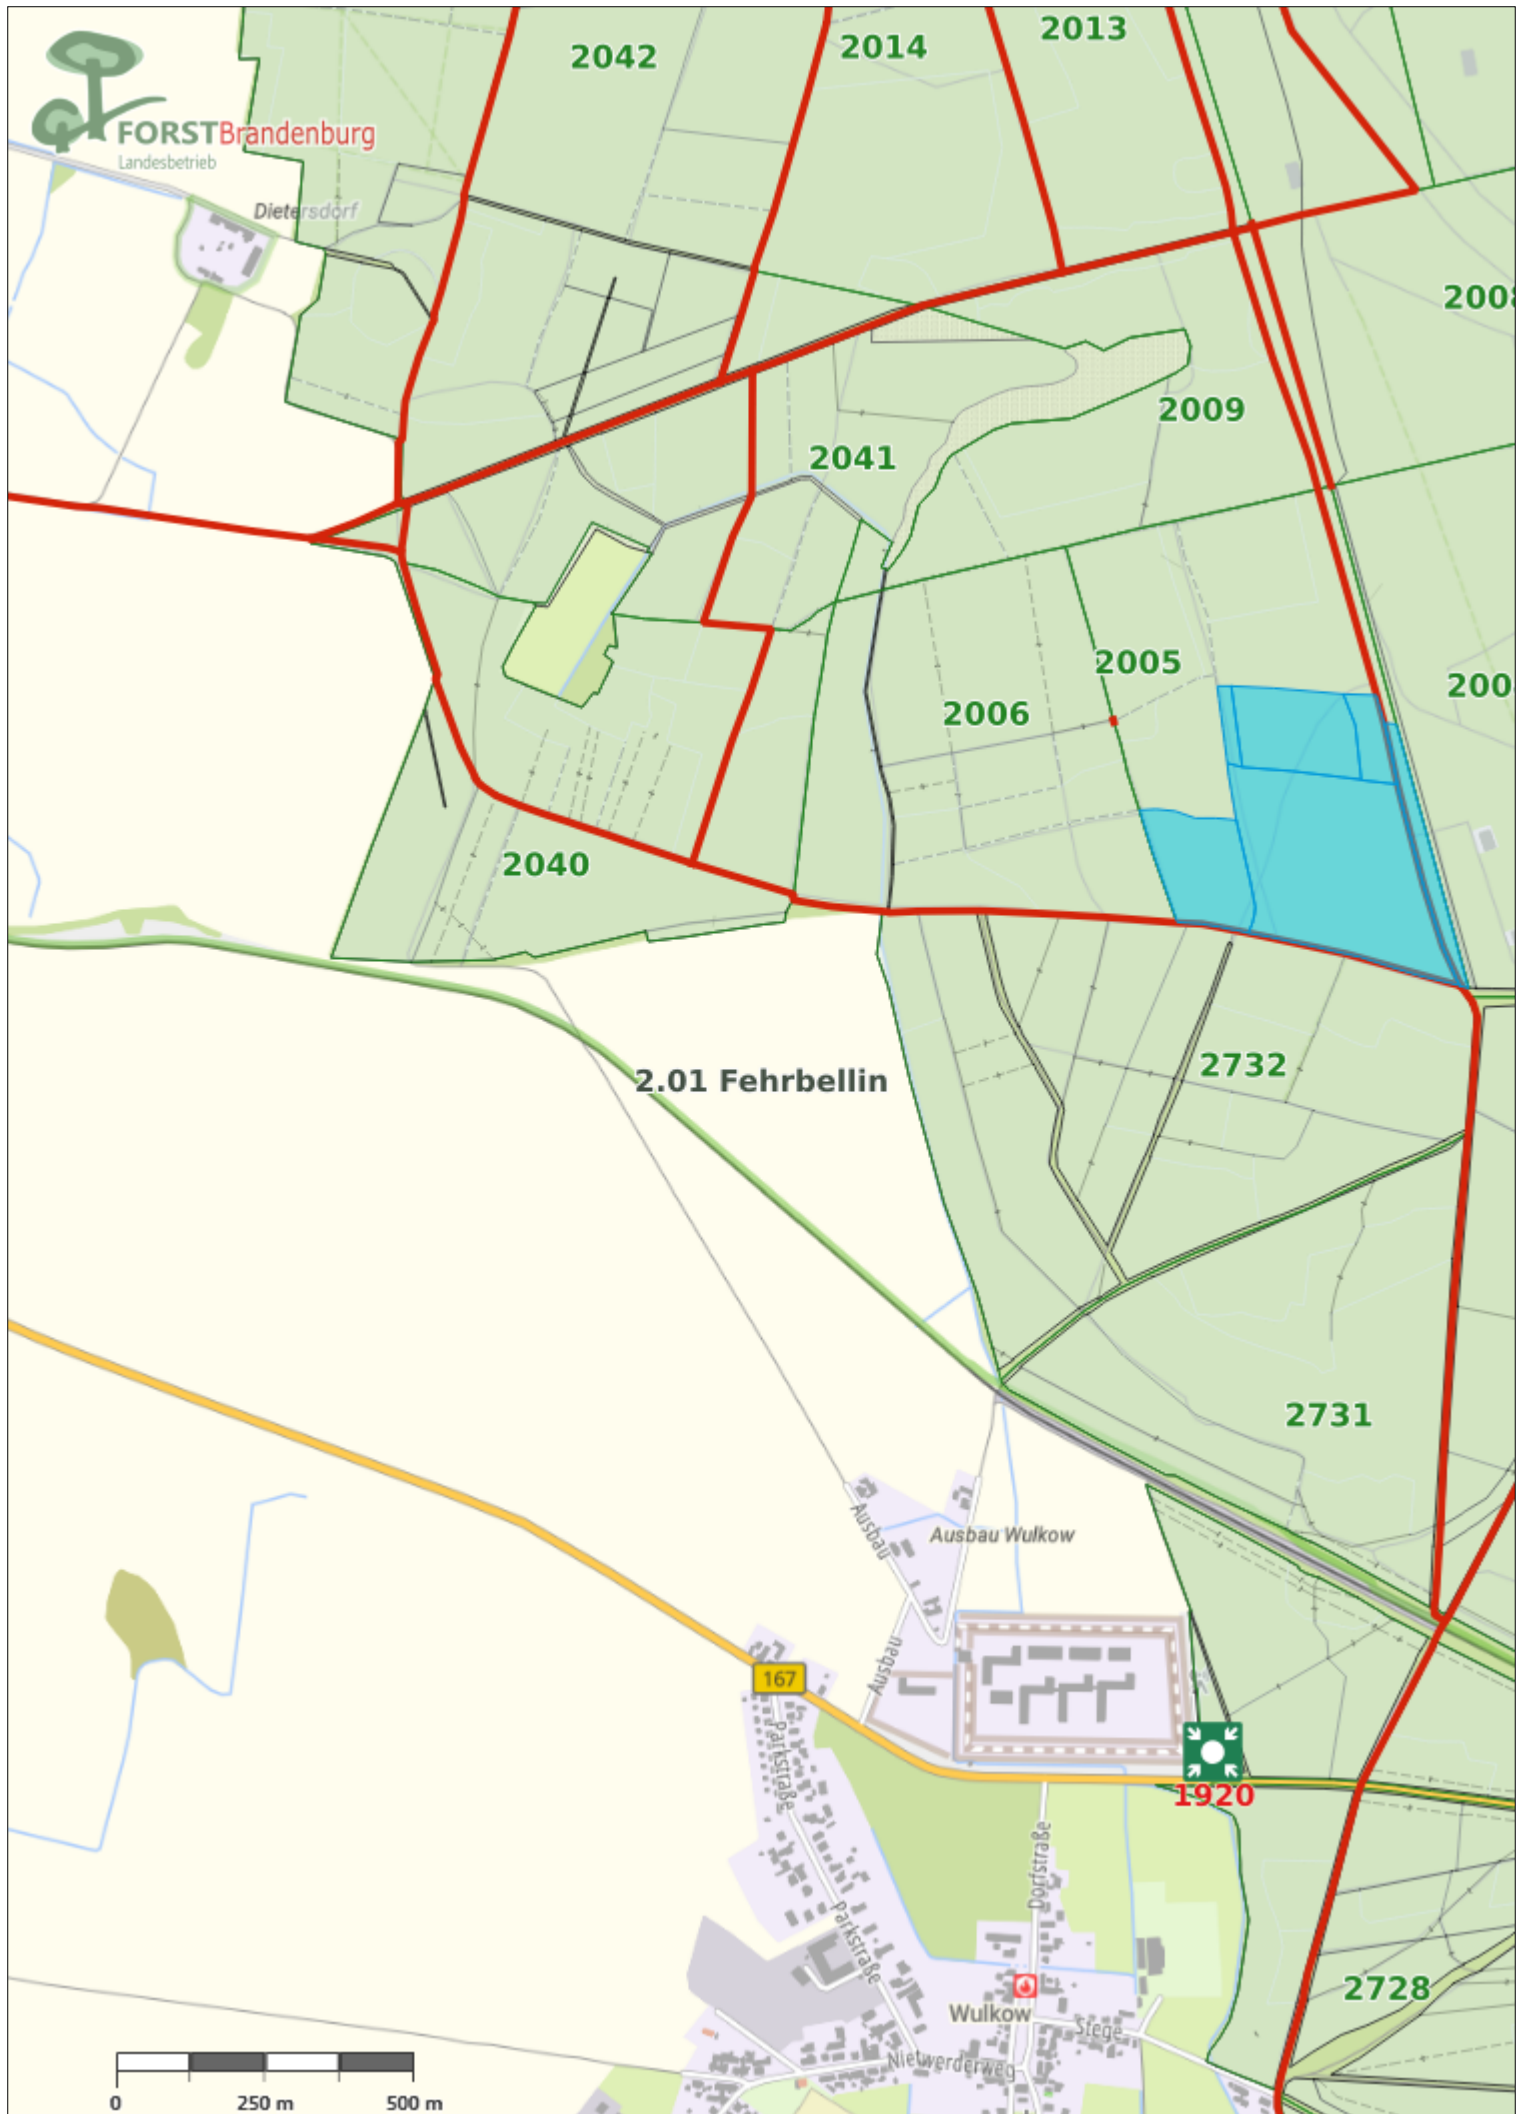 2013
2042
2014
FORSTBrandenburg
Landesbetrieb
Dietersdorf
2009
2041
2005
2006
2040
2732
2.01 Fehrbellin
2731
Ausbau
Ausbau Wulkow
Ausbau
167
Parkstraße
1920
Dorfstraße
Parkstraße
2728
Wulkow
Stege
Nietwerderweg
0 250 m 500 m